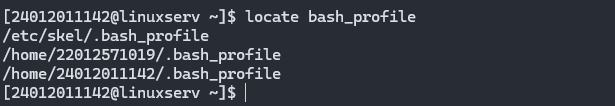 [24012011142@linuxserv ~]$ locate bash_profile
/etc/skel/.bash_profile
/home/22012571019/.bash_profile
/home/24012011142/.bash_profile
[24012011142@linuxserv ~]$